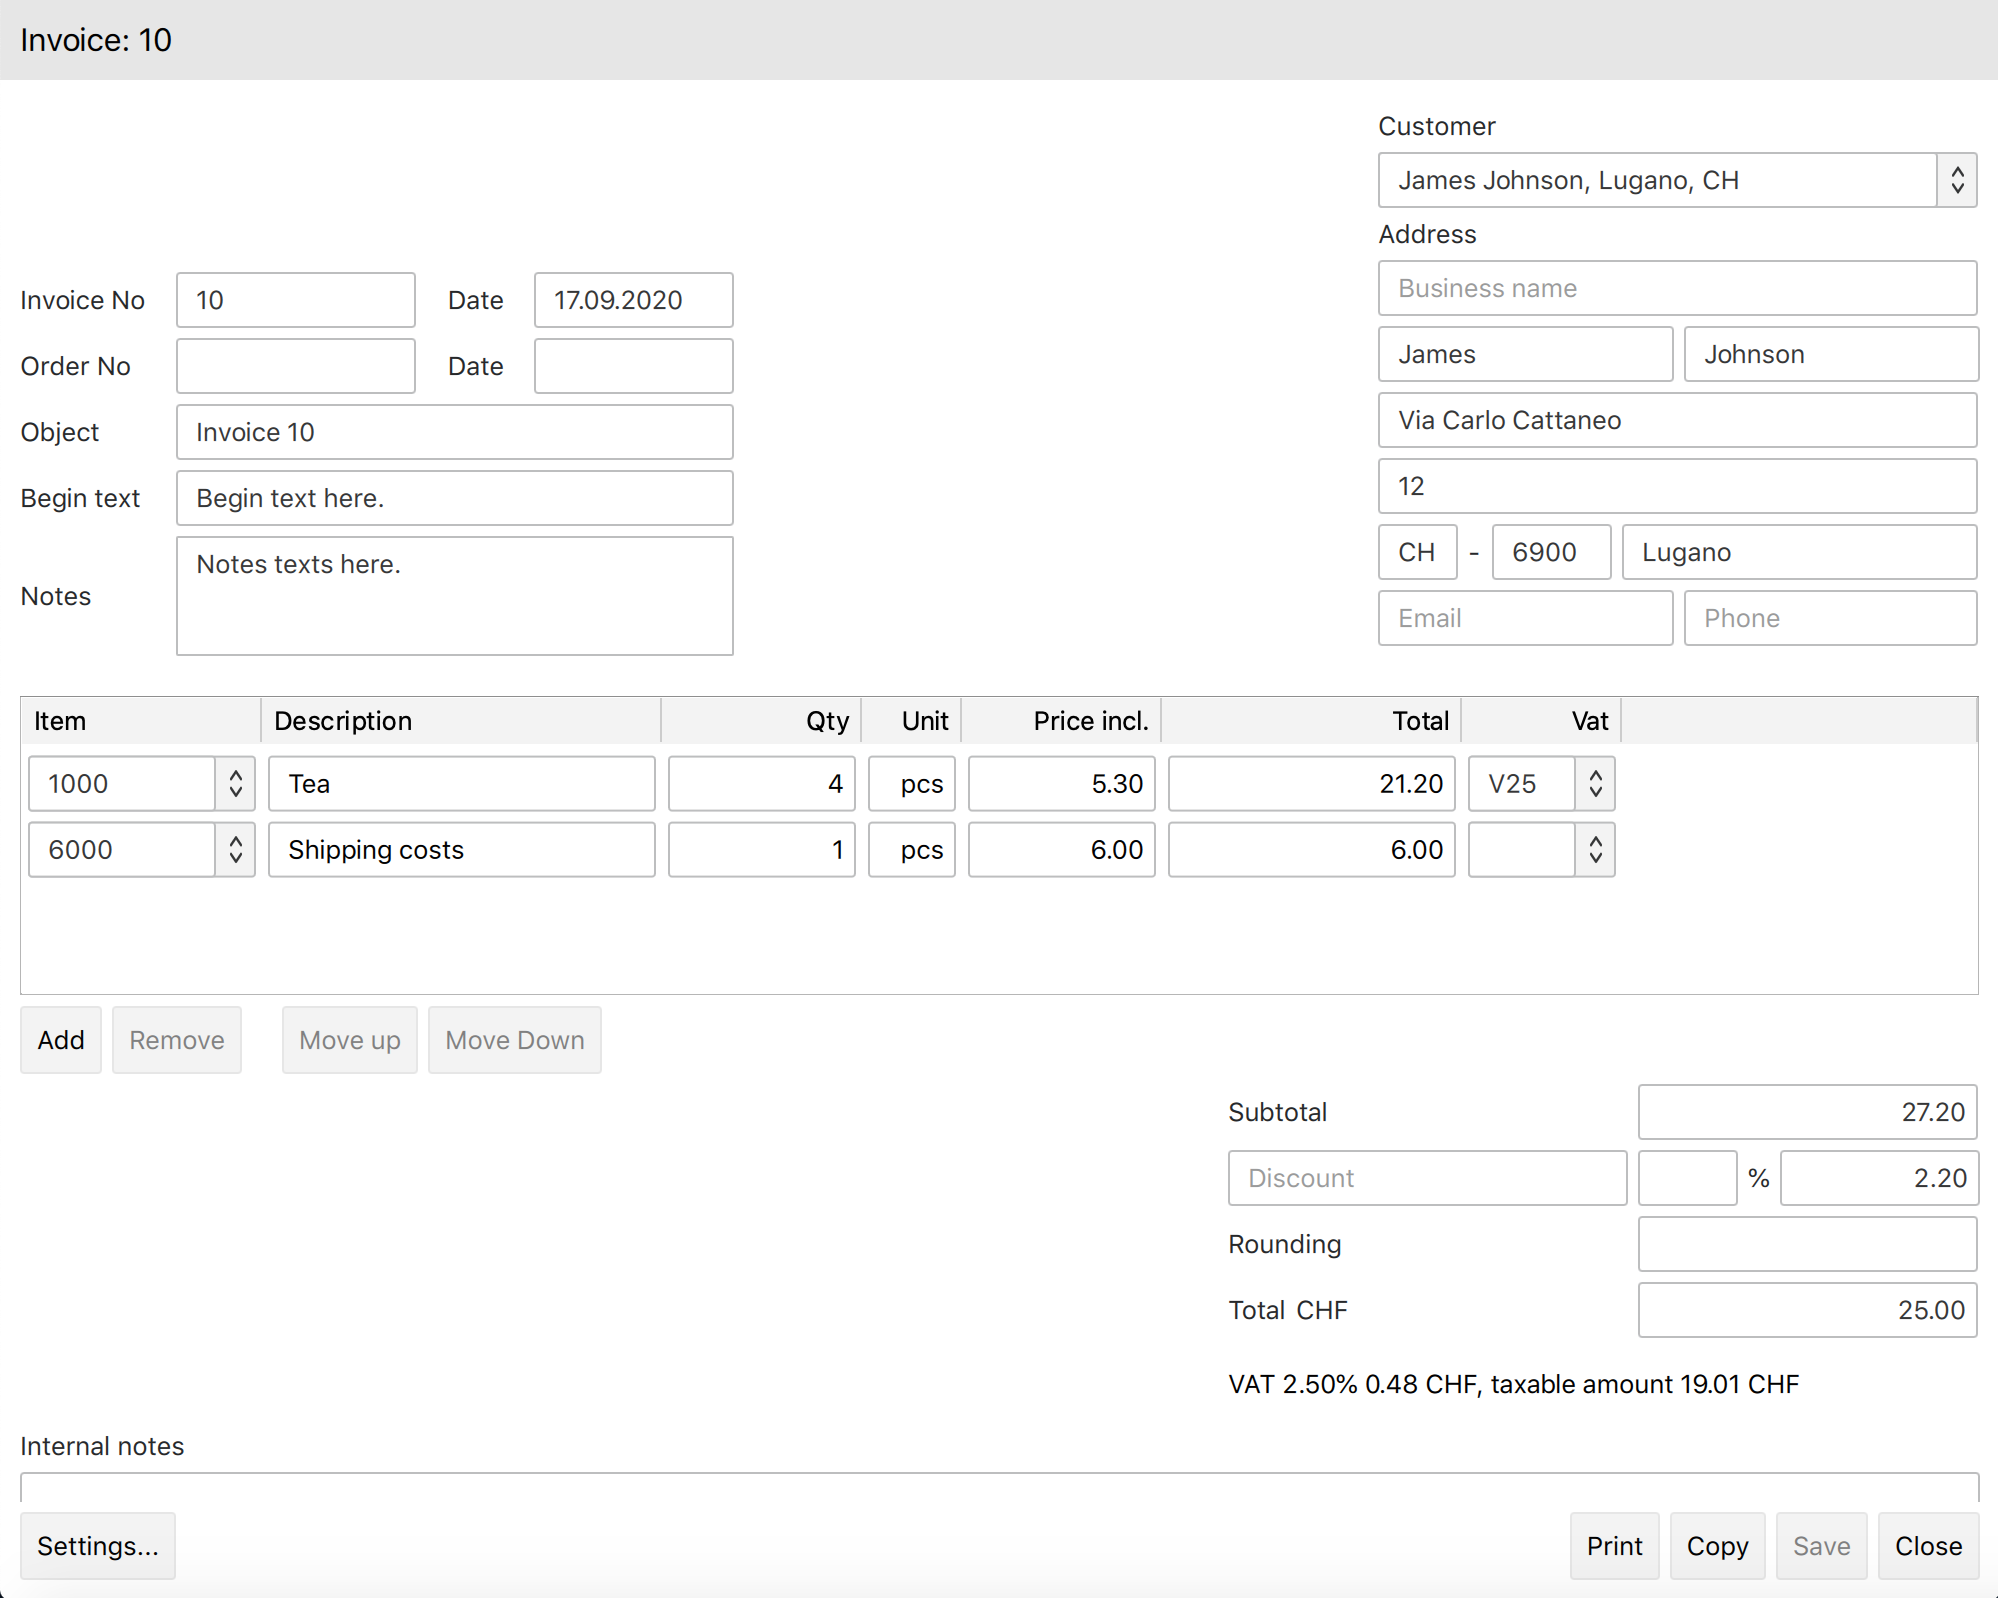 Invoice: 10
Customer
James Johnson, Lugano, CH
Address
Business name
Invoice No 10 Date 17.09.2020
James Johnson
Order No Date
Via Carlo Cattaneo
Object Invoice 10
12
Begin text Begin text here.
CH - 6900 Lugano
Notes Notes texts here.
Email Phone
Item Description Qty Unit Price incl. Total Vat
1000 Tea 4 pcs 5.30 21.20 V25
6000 Shipping costs 1 pcs 6.00 6.00
Add Remove Move up Move Down
Subtotal 27.20
Discount % 2.20
Rounding
Total CHF 25.00
VAT 2.50% 0.48 CHF, taxable amount 19.01 CHF
Internal notes
Settings... Print Copy Save Close